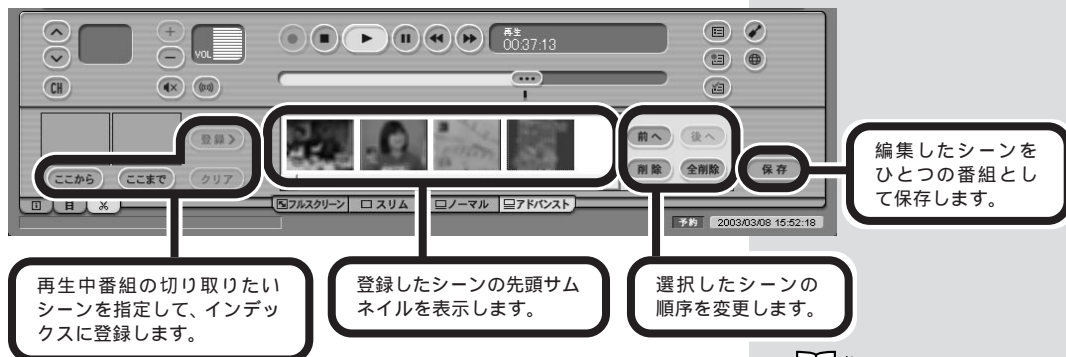 再生
00:37:13
VOL
CH
登録>
ここから ここまで クリア
前へ 後へ
削除 全削除
保存
フルスクリーン スリム ノーマル アドバンスト
予約 2003/03/08 15:52:18
編集したシーンを
ひとつの番組とし
て保存します。
再生中番組の切り取りたい
シーンを指定して、インデッ
クスに登録します。
登録したシーンの先頭サム
ネイルを表示します。
選択したシーンの
順序を変更します。